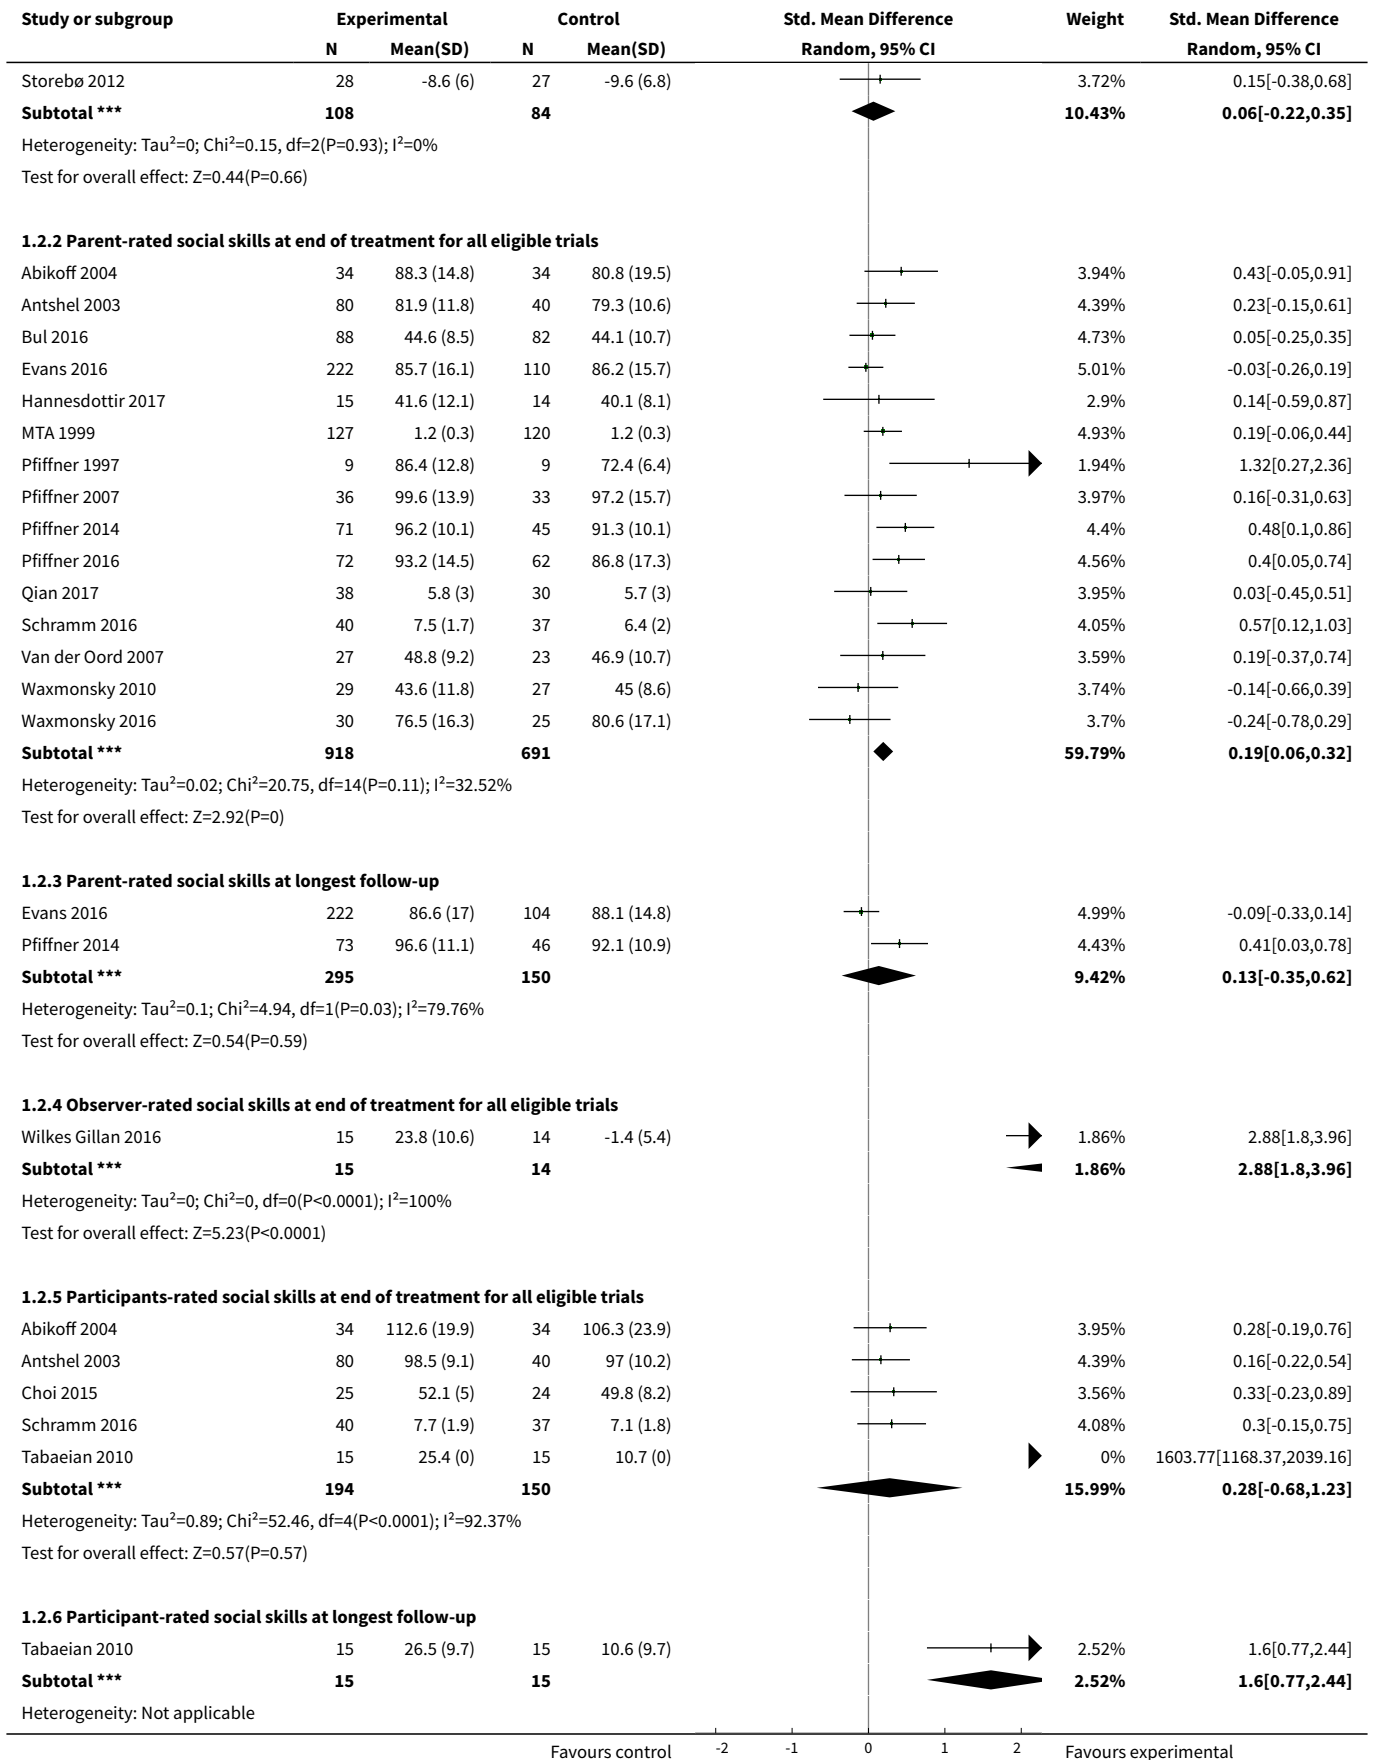 Study or subgroup Experimental Control Std. Mean Difference Weight Std. Mean Difference
N Mean(SD) N Mean(SD) Random, 95% CI Random, 95% CI
Storebø 2012 28 -8.6 (6) 27 -9.6 (6.8) 3.72% 0.15[-0.38,0.68]
Subtotal *** 108 84 10.43% 0.06[-0.22,0.35]
Heterogeneity: Tau²=0; Chi²=0.15, df=2(P=0.93); I²=0%
Test for overall effect: Z=0.44(P=0.66)
1.2.2 Parent-rated social skills at end of treatment for all eligible trials
Abikoff 2004 34 88.3 (14.8) 34 80.8 (19.5) 3.94% 0.43[-0.05,0.91]
Antshel 2003 80 81.9 (11.8) 40 79.3 (10.6) 4.39% 0.23[-0.15,0.61]
Bul 2016 88 44.6 (8.5) 82 44.1 (10.7) 4.73% 0.05[-0.25,0.35]
Evans 2016 222 85.7 (16.1) 110 86.2 (15.7) 5.01% -0.03[-0.26,0.19]
Hannesdottir 2017 15 41.6 (12.1) 14 40.1 (8.1) 2.9% 0.14[-0.59,0.87]
MTA 1999 127 1.2 (0.3) 120 1.2 (0.3) 4.93% 0.19[-0.06,0.44]
Pfiffner 1997 9 86.4 (12.8) 9 72.4 (6.4) 1.94% 1.32[0.27,2.36]
Pfiffner 2007 36 99.6 (13.9) 33 97.2 (15.7) 3.97% 0.16[-0.31,0.63]
Pfiffner 2014 71 96.2 (10.1) 45 91.3 (10.1) 4.4% 0.48[0.1,0.86]
Pfiffner 2016 72 93.2 (14.5) 62 86.8 (17.3) 4.56% 0.4[0.05,0.74]
Qian 2017 38 5.8 (3) 30 5.7 (3) 3.95% 0.03[-0.45,0.51]
Schramm 2016 40 7.5 (1.7) 37 6.4 (2) 4.05% 0.57[0.12,1.03]
Van der Oord 2007 27 48.8 (9.2) 23 46.9 (10.7) 3.59% 0.19[-0.37,0.74]
Waxmonsky 2010 29 43.6 (11.8) 27 45 (8.6) 3.74% -0.14[-0.66,0.39]
Waxmonsky 2016 30 76.5 (16.3) 25 80.6 (17.1) 3.7% -0.24[-0.78,0.29]
Subtotal *** 918 691 59.79% 0.19[0.06,0.32]
Heterogeneity: Tau²=0.02; Chi²=20.75, df=14(P=0.11); I²=32.52%
Test for overall effect: Z=2.92(P=0)
1.2.3 Parent-rated social skills at longest follow-up
Evans 2016 222 86.6 (17) 104 88.1 (14.8) 4.99% -0.09[-0.33,0.14]
Pfiffner 2014 73 96.6 (11.1) 46 92.1 (10.9) 4.43% 0.41[0.03,0.78]
Subtotal *** 295 150 9.42% 0.13[-0.35,0.62]
Heterogeneity: Tau²=0.1; Chi²=4.94, df=1(P=0.03); I²=79.76%
Test for overall effect: Z=0.54(P=0.59)
1.2.4 Observer-rated social skills at end of treatment for all eligible trials
Wilkes Gillan 2016 15 23.8 (10.6) 14 -1.4 (5.4) 1.86% 2.88[1.8,3.96]
Subtotal *** 15 14 1.86% 2.88[1.8,3.96]
Heterogeneity: Tau²=0; Chi²=0, df=0(P<0.0001); I²=100%
Test for overall effect: Z=5.23(P<0.0001)
1.2.5 Participants-rated social skills at end of treatment for all eligible trials
Abikoff 2004 34 112.6 (19.9) 34 106.3 (23.9) 3.95% 0.28[-0.19,0.76]
Antshel 2003 80 98.5 (9.1) 40 97 (10.2) 4.39% 0.16[-0.22,0.54]
Choi 2015 25 52.1 (5) 24 49.8 (8.2) 3.56% 0.33[-0.23,0.89]
Schramm 2016 40 7.7 (1.9) 37 7.1 (1.8) 4.08% 0.3[-0.15,0.75]
Tabaeian 2010 15 25.4 (0) 15 10.7 (0) 0% 1603.77[1168.37,2039.16]
Subtotal *** 194 150 15.99% 0.28[-0.68,1.23]
Heterogeneity: Tau²=0.89; Chi²=52.46, df=4(P<0.0001); I²=92.37%
Test for overall effect: Z=0.57(P=0.57)
1.2.6 Participant-rated social skills at longest follow-up
Tabaeian 2010 15 26.5 (9.7) 15 10.6 (9.7) 2.52% 1.6[0.77,2.44]
Subtotal *** 15 15 2.52% 1.6[0.77,2.44]
Heterogeneity: Not applicable
Favours control -2 -1 0 1 2 Favours experimental